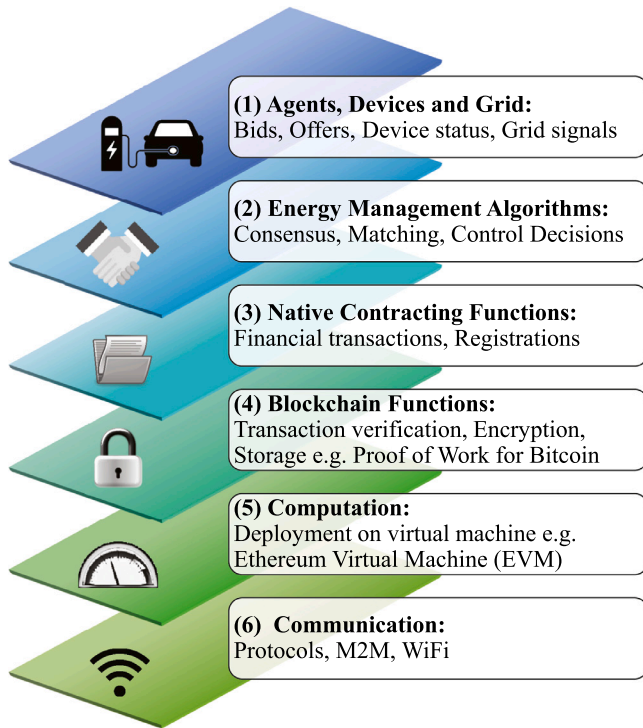 (1) Agents, Devices and Grid:
Bids, Offers, Device status, Grid signals
(2) Energy Management Algorithms:
Consensus, Matching, Control Decisions
(3) Native Contracting Functions:
Financial transactions, Registrations
(4) Blockchain Functions:
Transaction verification, Encryption,
Storage e.g. Proof of Work for Bitcoin
(5) Computation:
Deployment on virtual machine e.g.
Ethereum Virtual Machine (EVM)
(6) Communication:
Protocols, M2M, WiFi